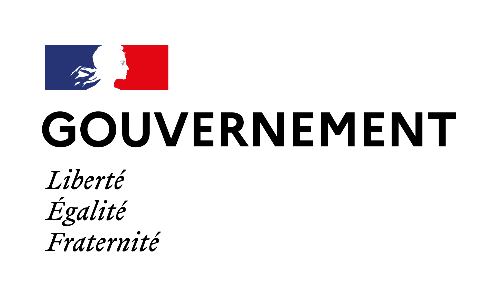 GOUVERNEMENT
Liberté
Égalité
Fraternité